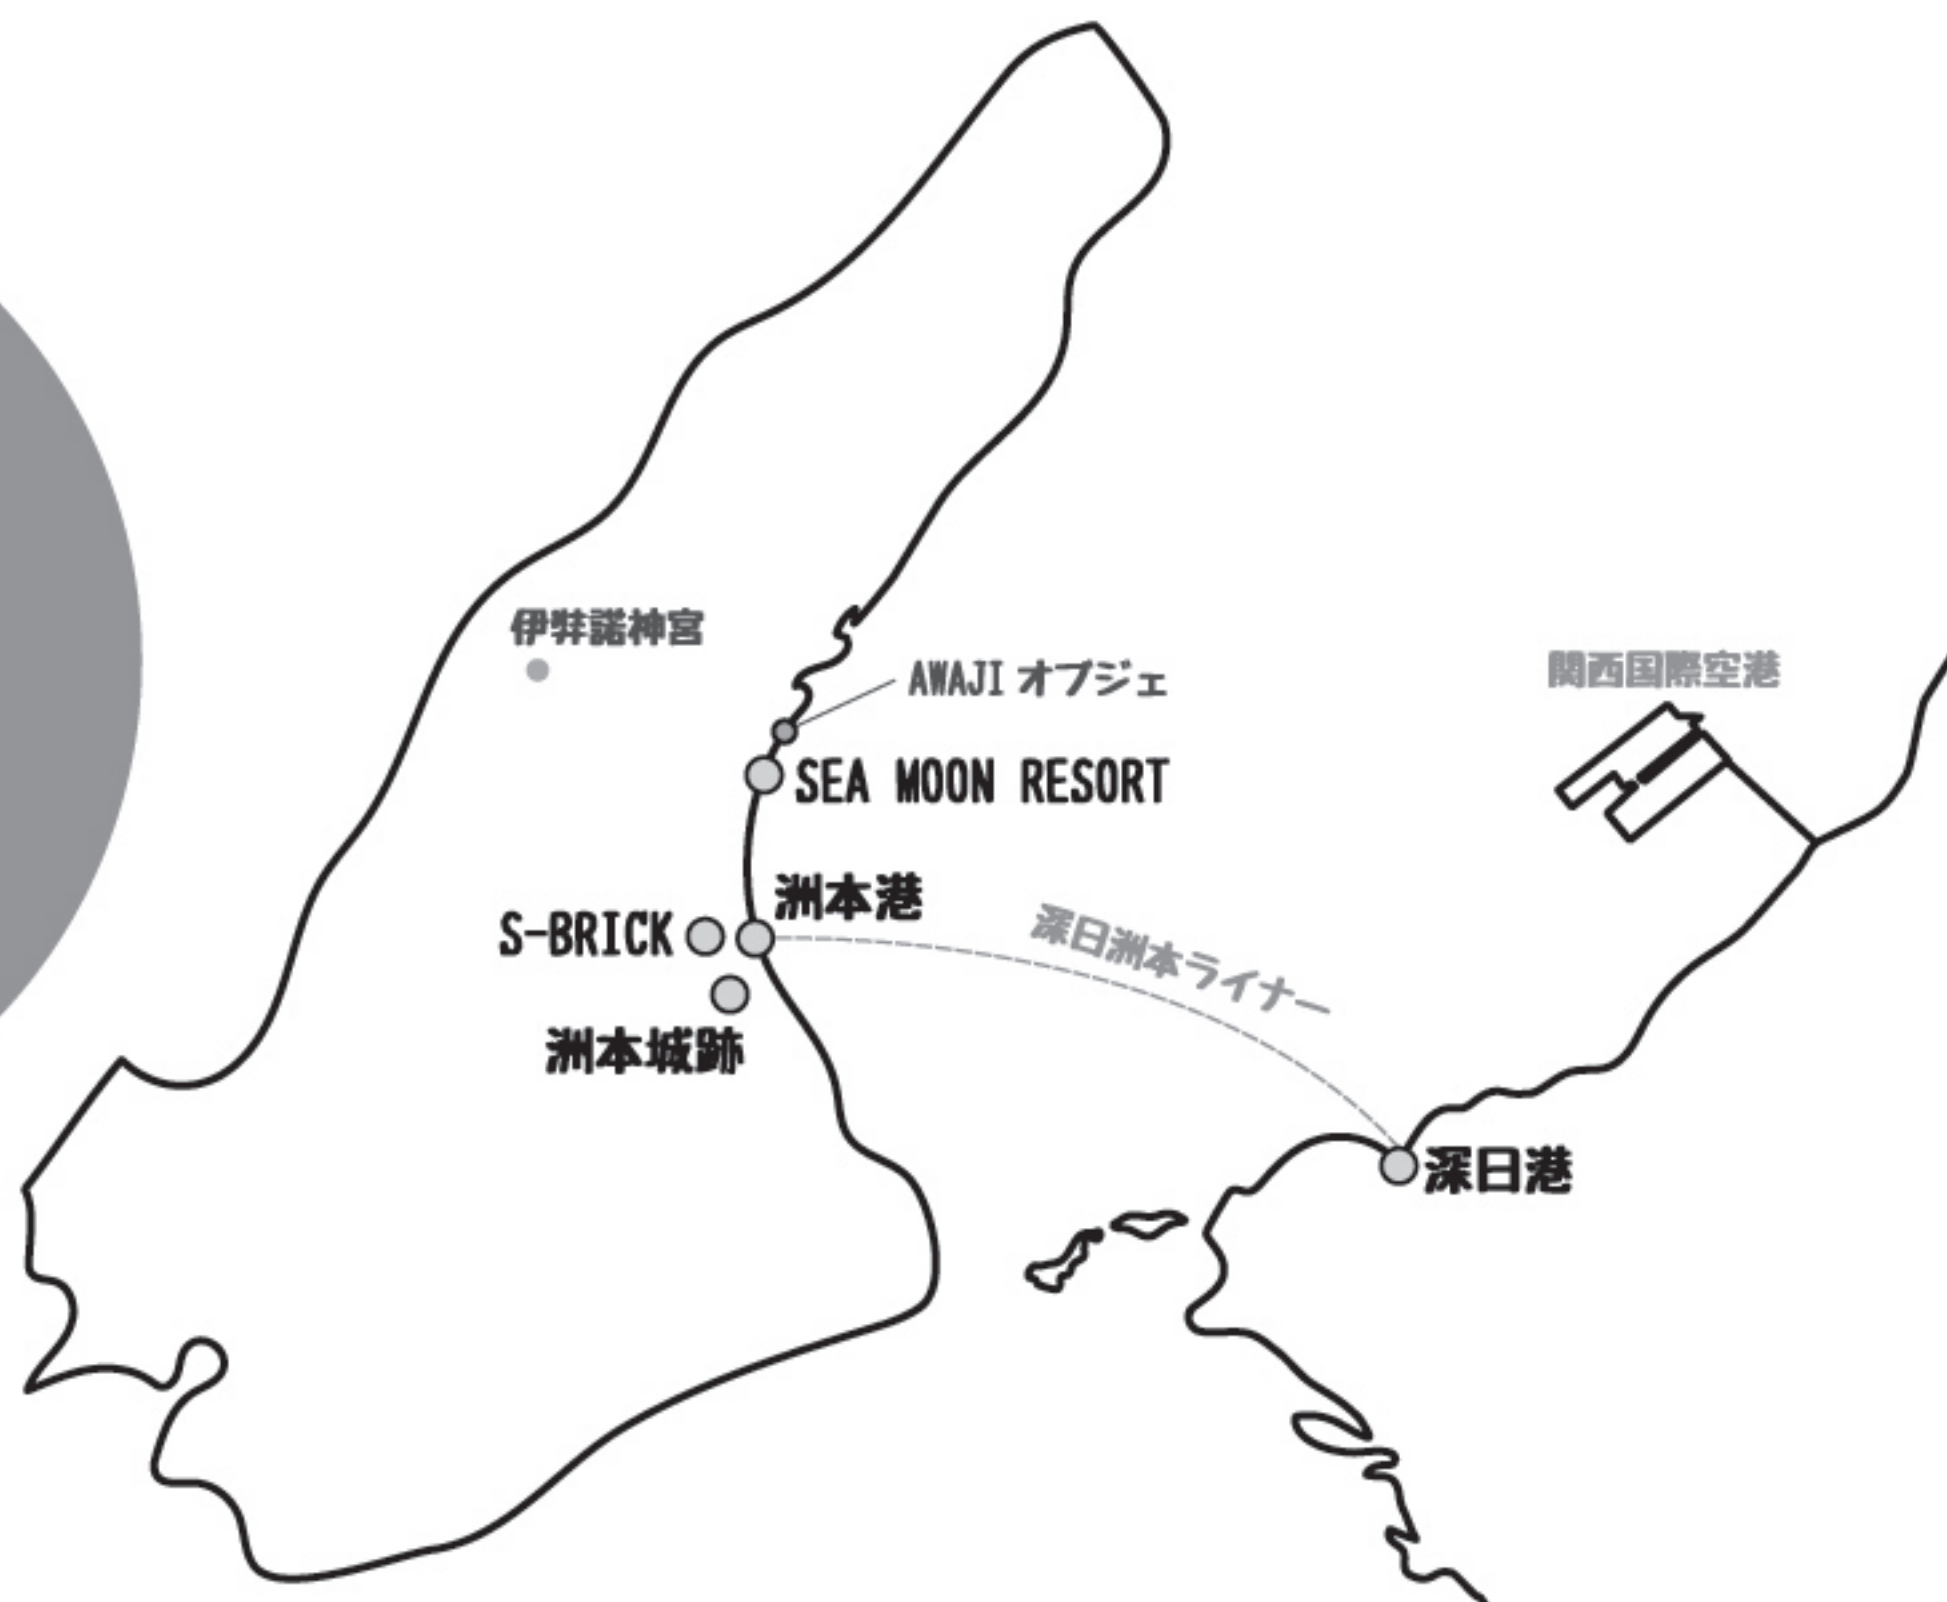 伊弉諾神宮
AWAJI オブジェ
関西国際空港
SEA MOON RESORT
洲本港
S-BRICK
深日洲本ライナー
洲本城跡
深日港